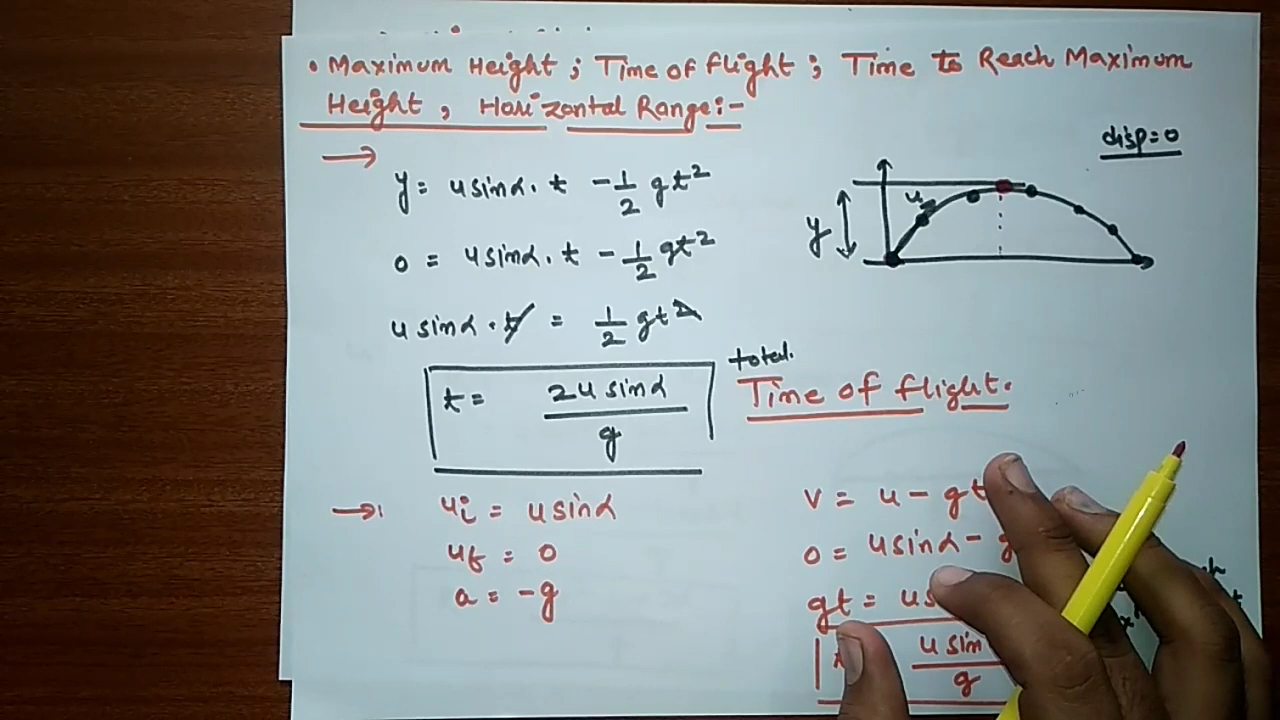 • Maximum Height ; Time of flight ; Time to Reach Maximum
Height , Horizontal Range :-
→
y = u sinα . t - 1/2 gt²
0 = u sinα . t - 1/2 gt²
u sinα . t = 1/2 gt²
t = 2u sinα / g
total.
Time of flight.
disp = 0
u
y
→ ui = u sinα
uf = 0
a = -g
v = u - gt
0 = u sinα -
gt =
u sin / g